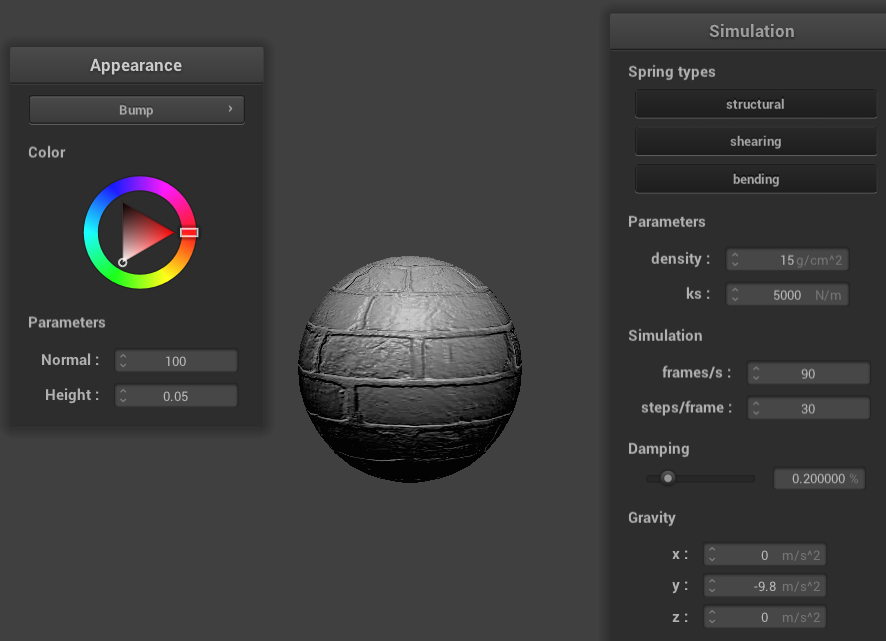 Appearance
Bump
Color
Parameters
Normal : 100
Height : 0.05
Simulation
Spring types
structural
shearing
bending
Parameters
density : 15 g/cm^2
ks : 5000 N/m
Simulation
frames/s : 90
steps/frame : 30
Damping
0.200000 %
Gravity
x : 0 m/s^2
y : -9.8 m/s^2
z : 0 m/s^2